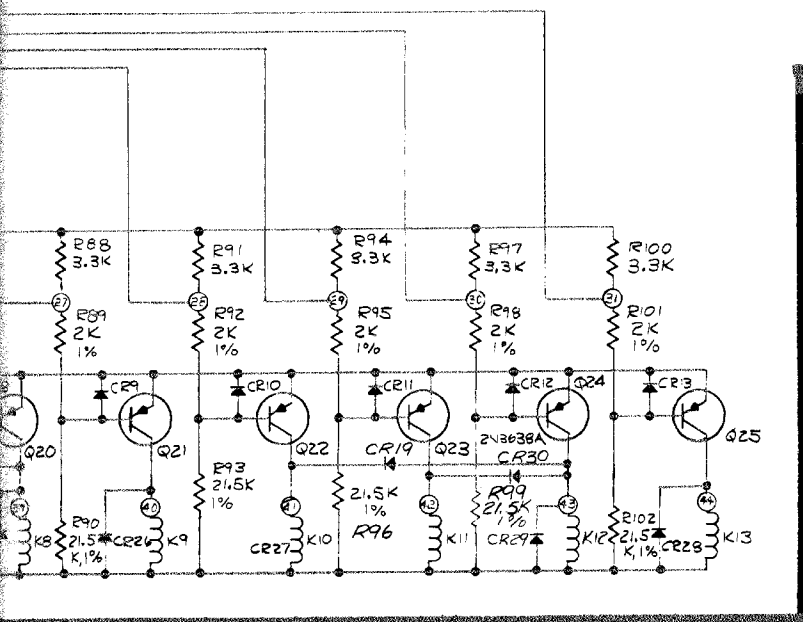 R88
3.3K
R91
3.3K
R94
3.3K
R97
3.3K
R100
3.3K
27
28
29
30
31
R89
2K
1%
R92
2K
1%
R95
2K
1%
R98
2K
1%
R101
2K
1%
CR9
CR10
CR11
CR12
Q24
CR13
Q20
Q21
Q22
CR19
Q23
2N3638A
CR30
Q25
R93
21.5K
1%
21.5K
1%
R96
R99
21.5K
1%
39
40
41
42
43
44
K8
R90
21.5
K,1%
CR26
K9
CR27
K10
K11
CR29
K12
R102
21.5
K,1%
CR28
K13